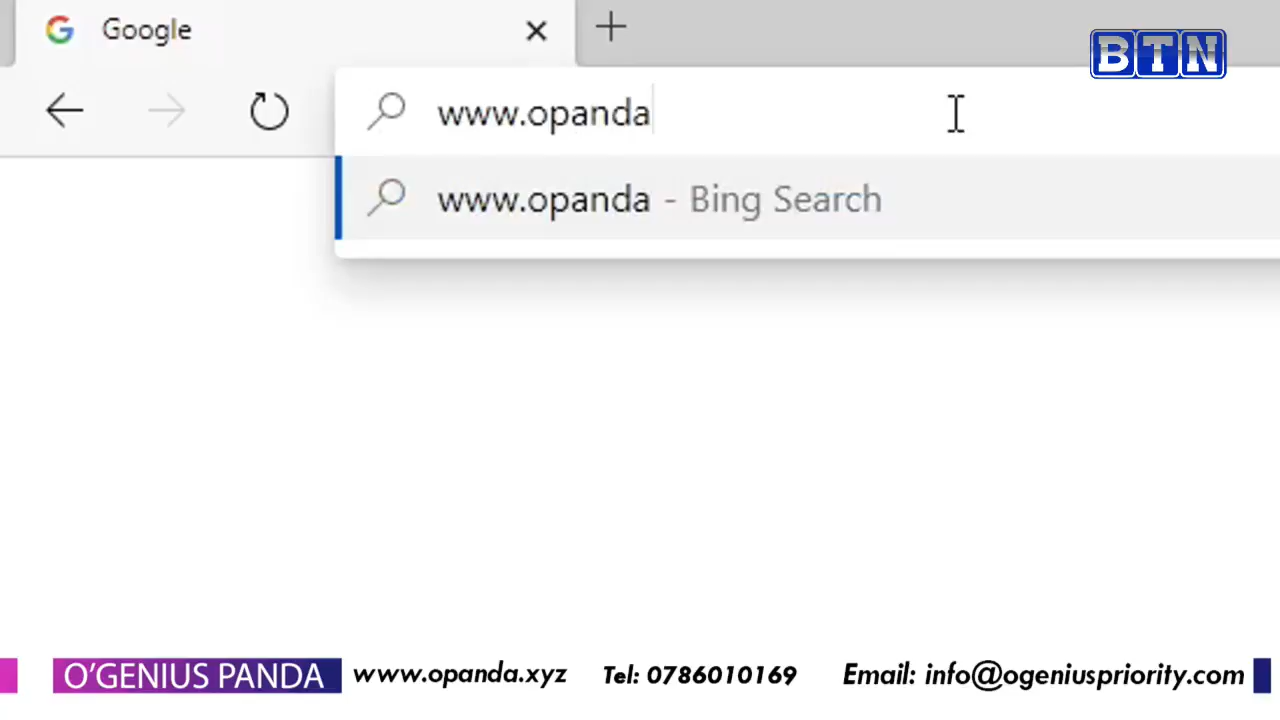 Google
BTN
www.opanda
www.opanda - Bing Search
O'GENIUS PANDA www.opanda.xyz Tel: 0786010169 Email: info@ogeniuspriority.com